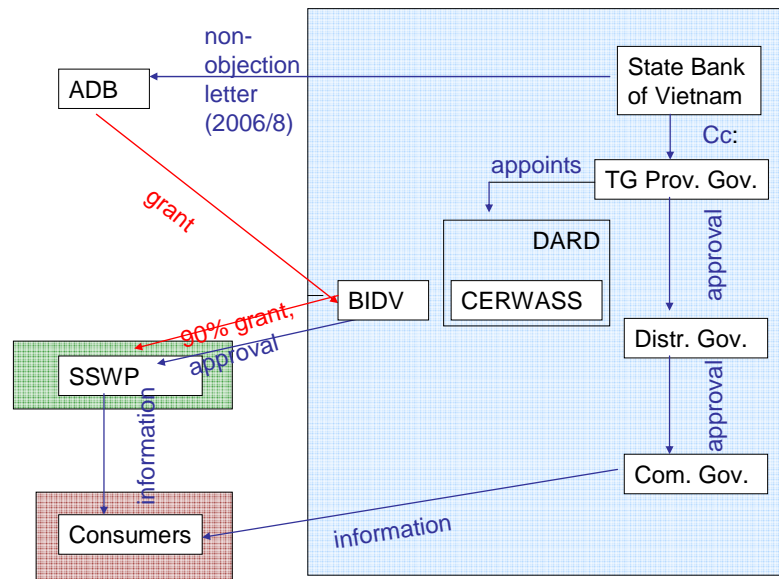 non-
objection
letter
(2006/8)
ADB
State Bank
of Vietnam
Cc:
appoints
TG Prov. Gov.
grant
DARD
approval
BIDV
CERWASS
90% grant,
approval
Distr. Gov.
SSWP
approval
information
Com. Gov.
Consumers
information